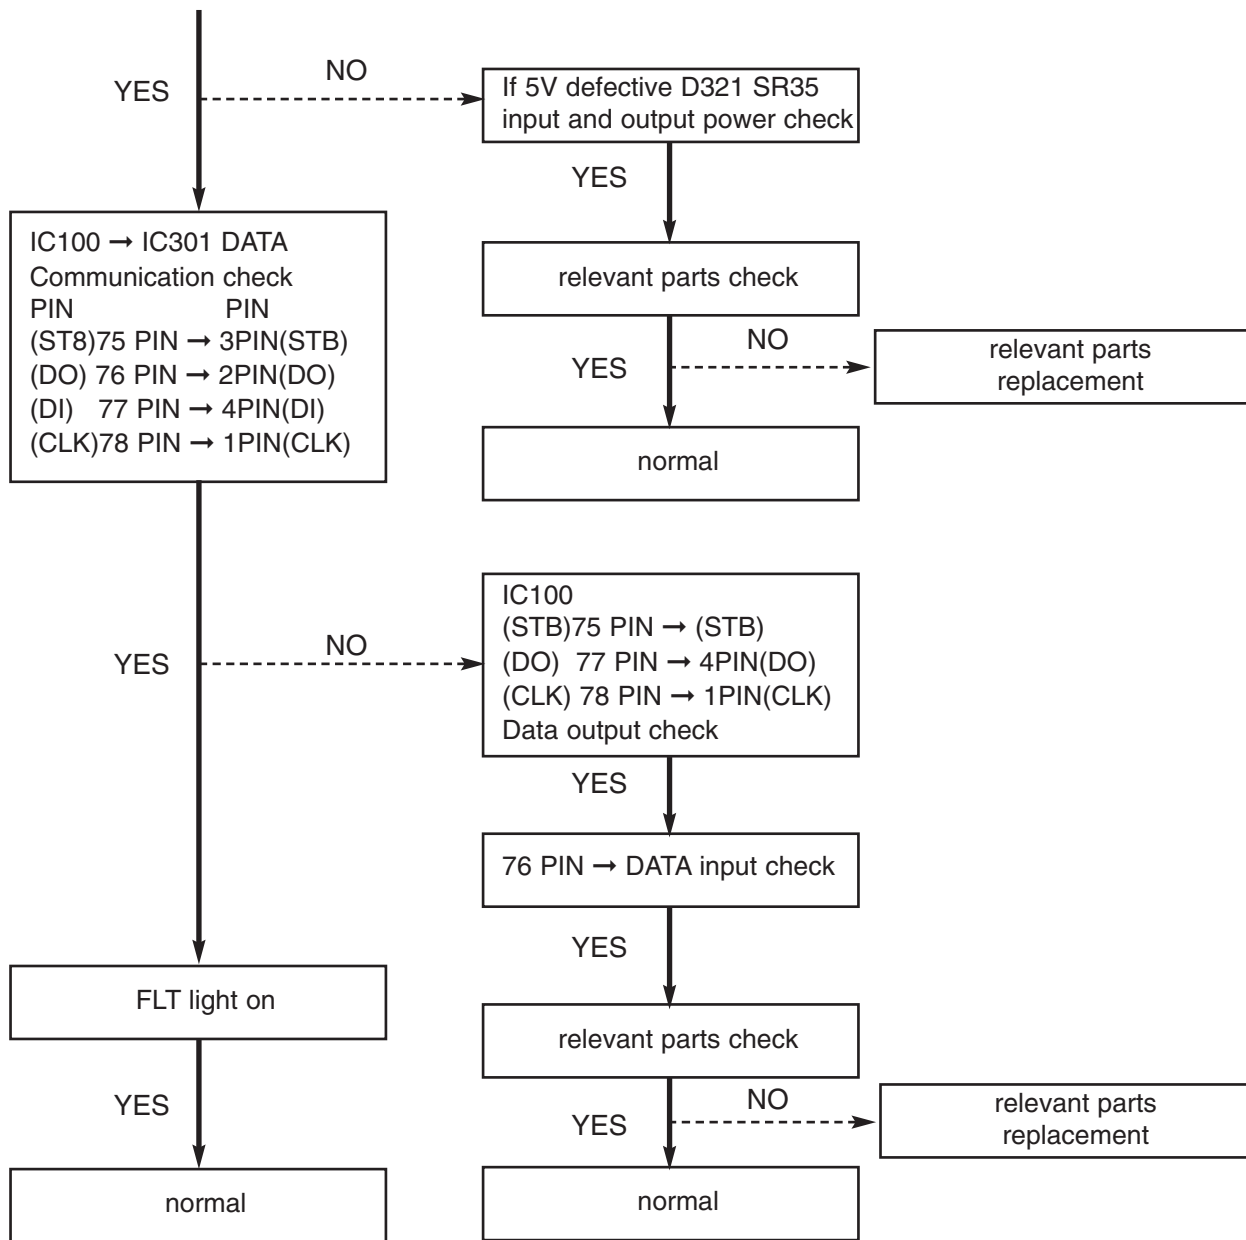 YES
NO
If 5V defective D321 SR35
input and output power check
YES
IC100 → IC301 DATA
Communication check
PIN PIN
(ST8)75 PIN → 3PIN(STB)
(DO) 76 PIN → 2PIN(DO)
(DI) 77 PIN → 4PIN(DI)
(CLK)78 PIN → 1PIN(CLK)
relevant parts check
YES
NO
relevant parts
replacement
normal
YES
NO
IC100
(STB)75 PIN → (STB)
(DO) 77 PIN → 4PIN(DO)
(CLK) 78 PIN → 1PIN(CLK)
Data output check
YES
76 PIN → DATA input check
YES
FLT light on
relevant parts check
YES
YES
NO
relevant parts
replacement
normal
normal